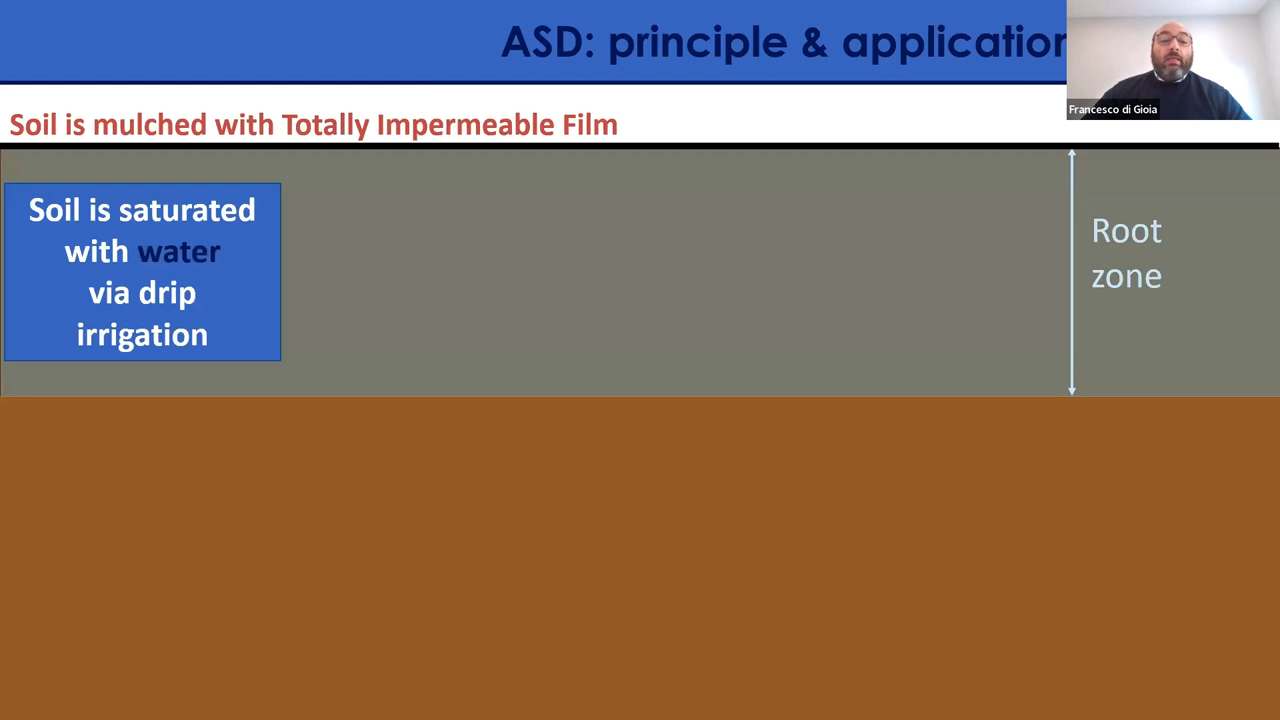 ASD: principle & application
Francesco di Gioia
Soil is mulched with Totally Impermeable Film
Soil is saturated
with water
via drip
irrigation
Root
zone